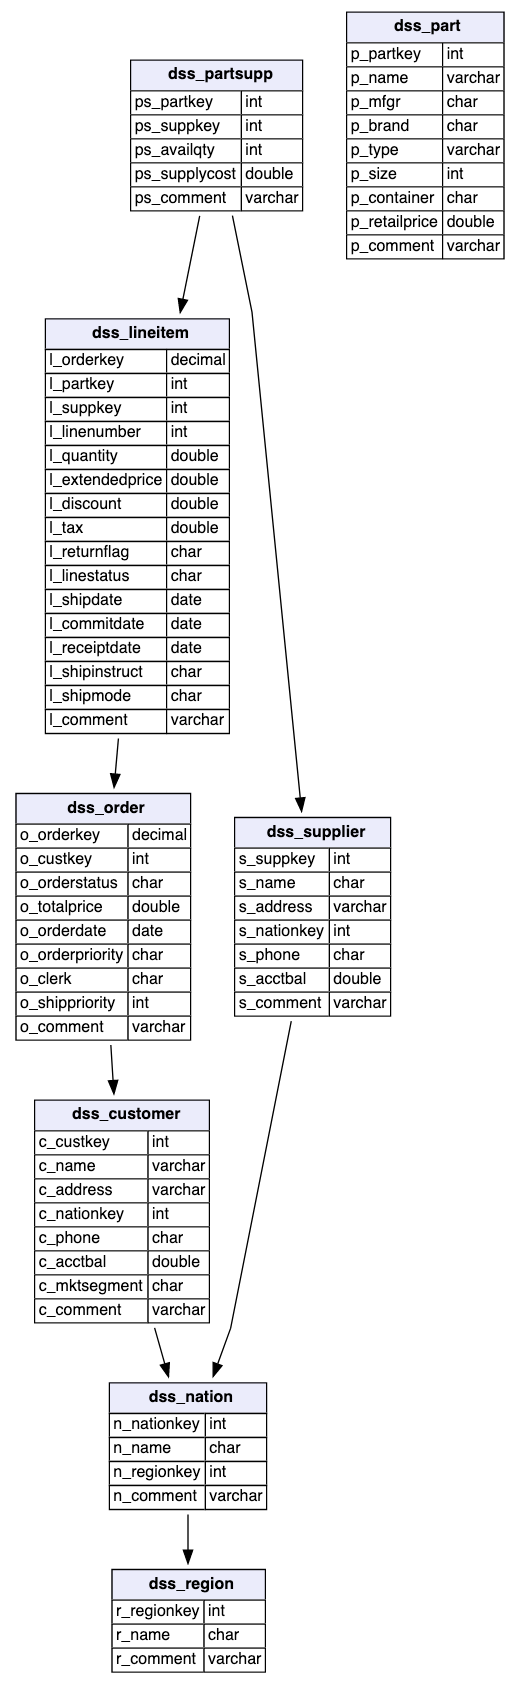 dss_part
p_partkey int
p_name varchar
p_mfgr char
p_brand char
p_type varchar
p_size int
p_container char
p_retailprice double
p_comment varchar
dss_partsupp
ps_partkey int
ps_suppkey int
ps_availqty int
ps_supplycost double
ps_comment varchar
dss_lineitem
l_orderkey decimal
l_partkey int
l_suppkey int
l_linenumber int
l_quantity double
l_extendedprice double
l_discount double
l_tax double
l_returnflag char
l_linestatus char
l_shipdate date
l_commitdate date
l_receiptdate date
l_shipinstruct char
l_shipmode char
l_comment varchar
dss_order
o_orderkey decimal
o_custkey int
o_orderstatus char
o_totalprice double
o_orderdate date
o_orderpriority char
o_clerk char
o_shippriority int
o_comment varchar
dss_supplier
s_suppkey int
s_name char
s_address varchar
s_nationkey int
s_phone char
s_acctbal double
s_comment varchar
dss_customer
c_custkey int
c_name varchar
c_address varchar
c_nationkey int
c_phone char
c_acctbal double
c_mktsegment char
c_comment varchar
dss_nation
n_nationkey int
n_name char
n_regionkey int
n_comment varchar
dss_region
r_regionkey int
r_name char
r_comment varchar